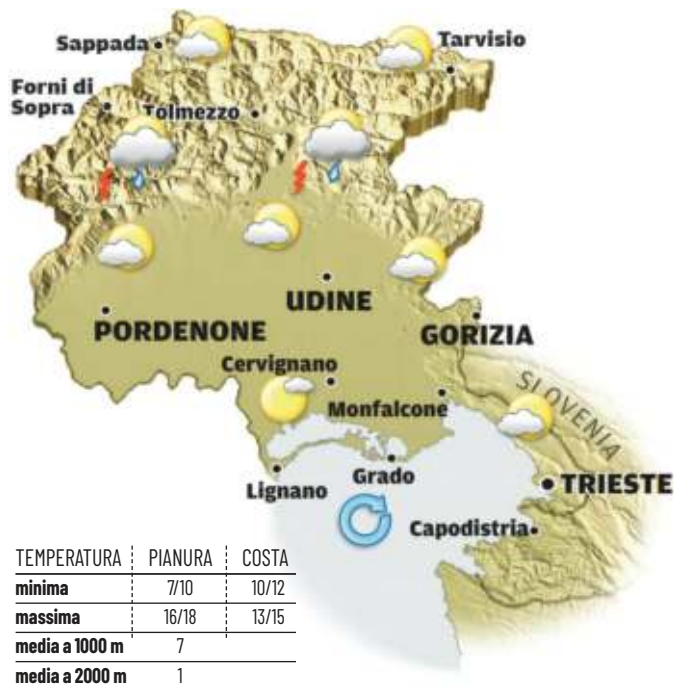 Sappada
Tarvisio
Forni di
Sopra
Tolmezzo
UDINE
PORDENONE
GORIZIA
Cervignano
SLOVENIA
Monfalcone
Lignano
Grado
TRIESTE
Capodistria
TEMPERATURA PIANURA COSTA
minima 7/10 10/12
massima 16/18 13/15
media a 1000 m 7
media a 2000 m 1